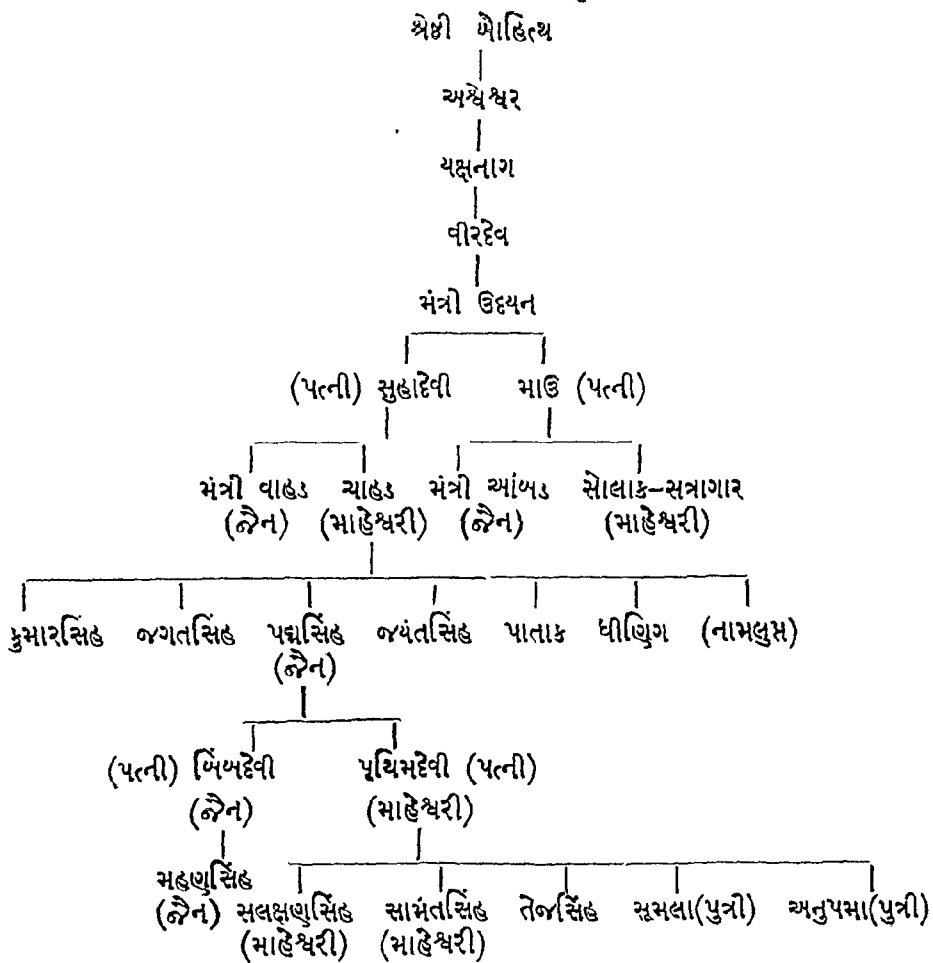 શ્રેષ્ઠી બૌહિત્થ
અશ્વેશ્વર
યક્ષનાગ
વીરદેવ
મંત્રી ઉદયન
(પત્ની) સુહાદેવી માઉ (પત્ની)
મંત્રી વાહડ ચાહડ મંત્રી આંબડ સોલાક-સત્રાગાર
(જૈન) (માહેશ્વરી) (જૈન) (માહેશ્વરી)
કુમારસિંહ જગતસિંહ પદ્મસિંહ જયંતસિંહ પાતાક ધીણિગ (નામલુપ્ત)
(જૈન)
(પત્ની) બિંબદેવી પૃથિમદેવી (પત્ની)
(જૈન) (માહેશ્વરી)
મહણસિંહ
(જૈન) સલક્ષણસિંહ સામંતસિંહ તેજસિંહ સૂમલા(પુત્રી) અનુપમા(પુત્રી)
(માહેશ્વરી) (માહેશ્વરી)